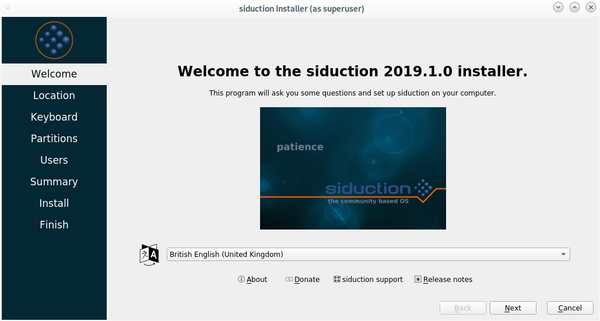 siduction Installer (as superuser)
Welcome
Location
Keyboard
Partitions
Users
Summary
Install
Finish
Welcome to the siduction 2019.1.0 installer.
This program will ask you some questions and set up siduction on your computer.
patience
siduction
the community based OS
British English (United Kingdom)
About Donate siduction support Release notes
Back Next Cancel